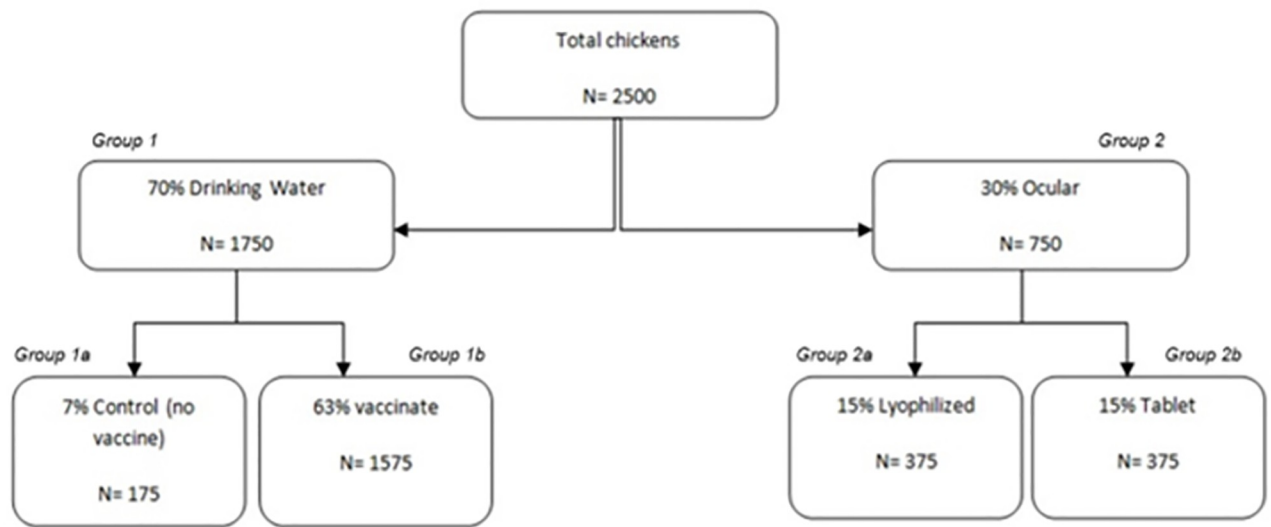 Total chickens
N= 2500
Group 1
70% Drinking Water
N= 1750
Group 2
30% Ocular
N= 750
Group 1a
7% Control (no
vaccine)
N= 175
Group 1b
63% vaccinate
N= 1575
Group 2a
15% Lyophilized
N= 375
Group 2b
15% Tablet
N= 375